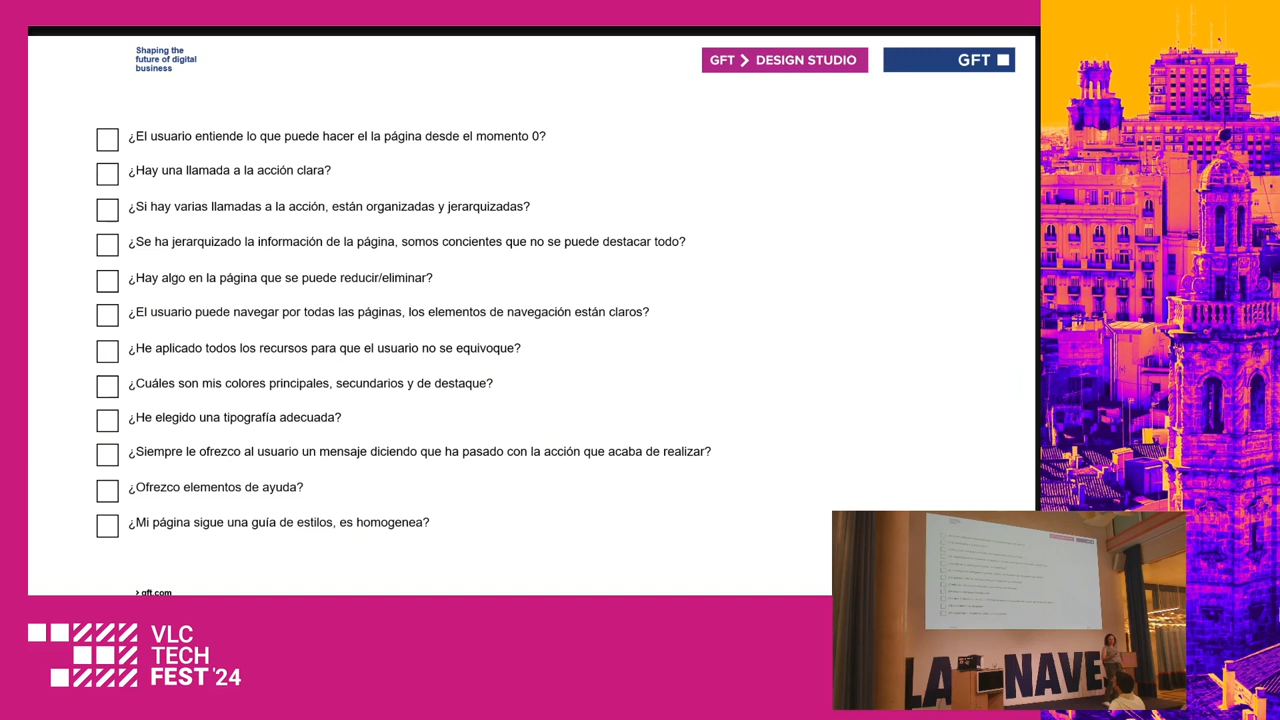 Shaping the
future of digital
business
GFT DESIGN STUDIO
GFT
¿El usuario entiende lo que puede hacer el la página desde el momento 0?
¿Hay una llamada a la acción clara?
¿Si hay varias llamadas a la acción, están organizadas y jerarquizadas?
¿Se ha jerarquizado la información de la página, somos concientes que no se puede destacar todo?
¿Hay algo en la página que se puede reducir/eliminar?
¿El usuario puede navegar por todas las páginas, los elementos de navegación están claros?
¿He aplicado todos los recursos para que el usuario no se equivoque?
¿Cuáles son mis colores principales, secundarios y de destaque?
¿He elegido una tipografía adecuada?
¿Siempre le ofrezco al usuario un mensaje diciendo que ha pasado con la acción que acaba de realizar?
¿Ofrezco elementos de ayuda?
¿Mi página sigue una guía de estilos, es homogenea?
> gft.com
VLC
TECH
FEST '24
LA NAVE